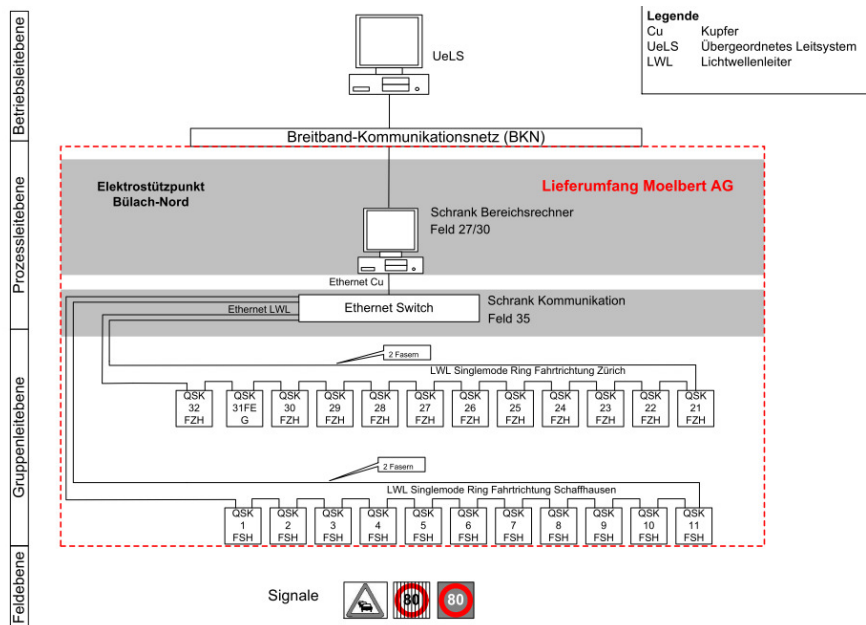 Legende
Cu Kupfer
UeLS Übergeordnetes Leitsystem
LWL Lichtwellenleiter
Betriebsleitebene
UeLS
Breitband-Kommunikationsnetz (BKN)
Prozessleitebene
Elektrostützpunkt
Bülach-Nord
Lieferumfang Moelbert AG
Schrank Bereichsrechner
Feld 27/30
Ethernet Cu
Ethernet LWL
Ethernet Switch
Schrank Kommunikation
Feld 35
Gruppenleitebene
2 Fasern
LWL Singlemode Ring Fahrtrichtung Zürich
QSK QSK QSK QSK QSK QSK QSK QSK QSK QSK QSK QSK
32 31FE 30 29 28 27 26 25 24 23 22 21
FZH G FZH FZH FZH FZH FZH FZH FZH FZH FZH FZH
2 Fasern
LWL Singlemode Ring Fahrtrichtung Schaffhausen
QSK QSK QSK QSK QSK QSK QSK QSK QSK QSK QSK
1 2 3 4 5 6 7 8 9 10 11
FSH FSH FSH FSH FSH FSH FSH FSH FSH FSH FSH
Feldebene
Signale
80
80